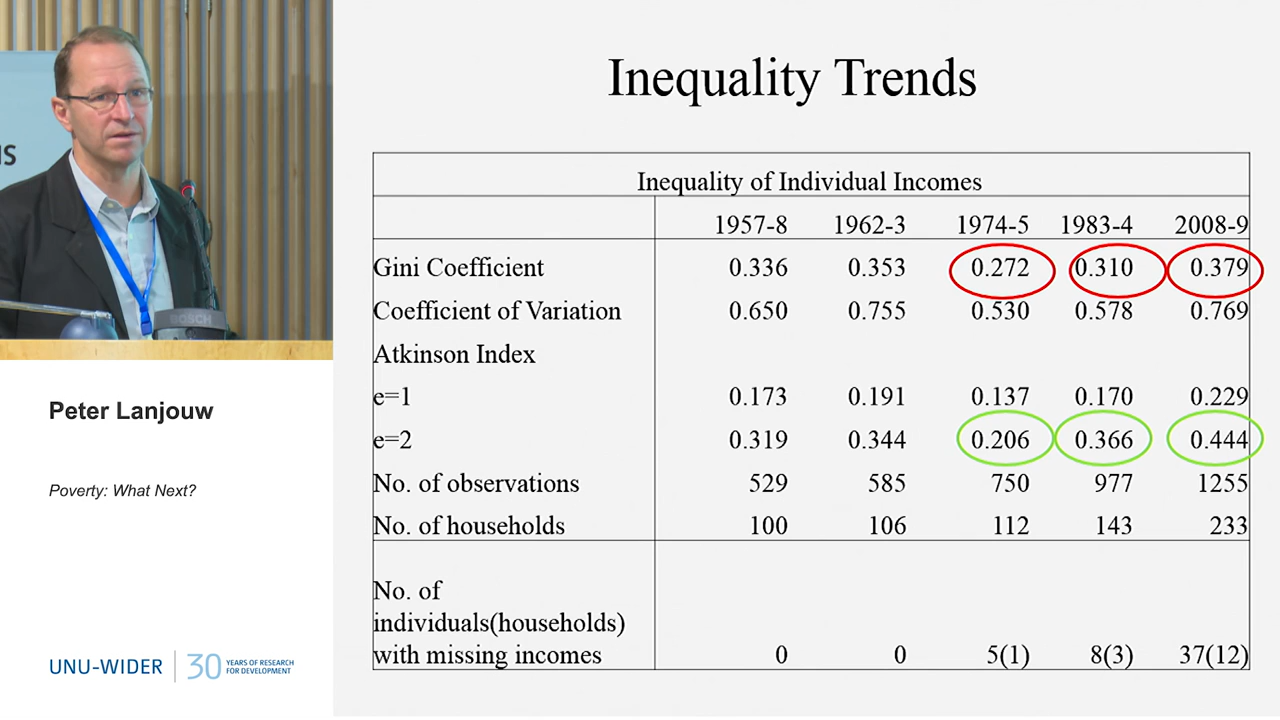 IS
BOSCH
Peter Lanjouw
Poverty: What Next?
UNU-WIDER
30 YEARS OF RESEARCH
FOR DEVELOPMENT
Inequality Trends
Inequality of Individual Incomes
1957-8 1962-3 1974-5 1983-4 2008-9
Gini Coefficient 0.336 0.353 0.272 0.310 0.379
Coefficient of Variation 0.650 0.755 0.530 0.578 0.769
Atkinson Index
e=1 0.173 0.191 0.137 0.170 0.229
e=2 0.319 0.344 0.206 0.366 0.444
No. of observations 529 585 750 977 1255
No. of households 100 106 112 143 233
No. of
individuals(households)
with missing incomes 0 0 5(1) 8(3) 37(12)